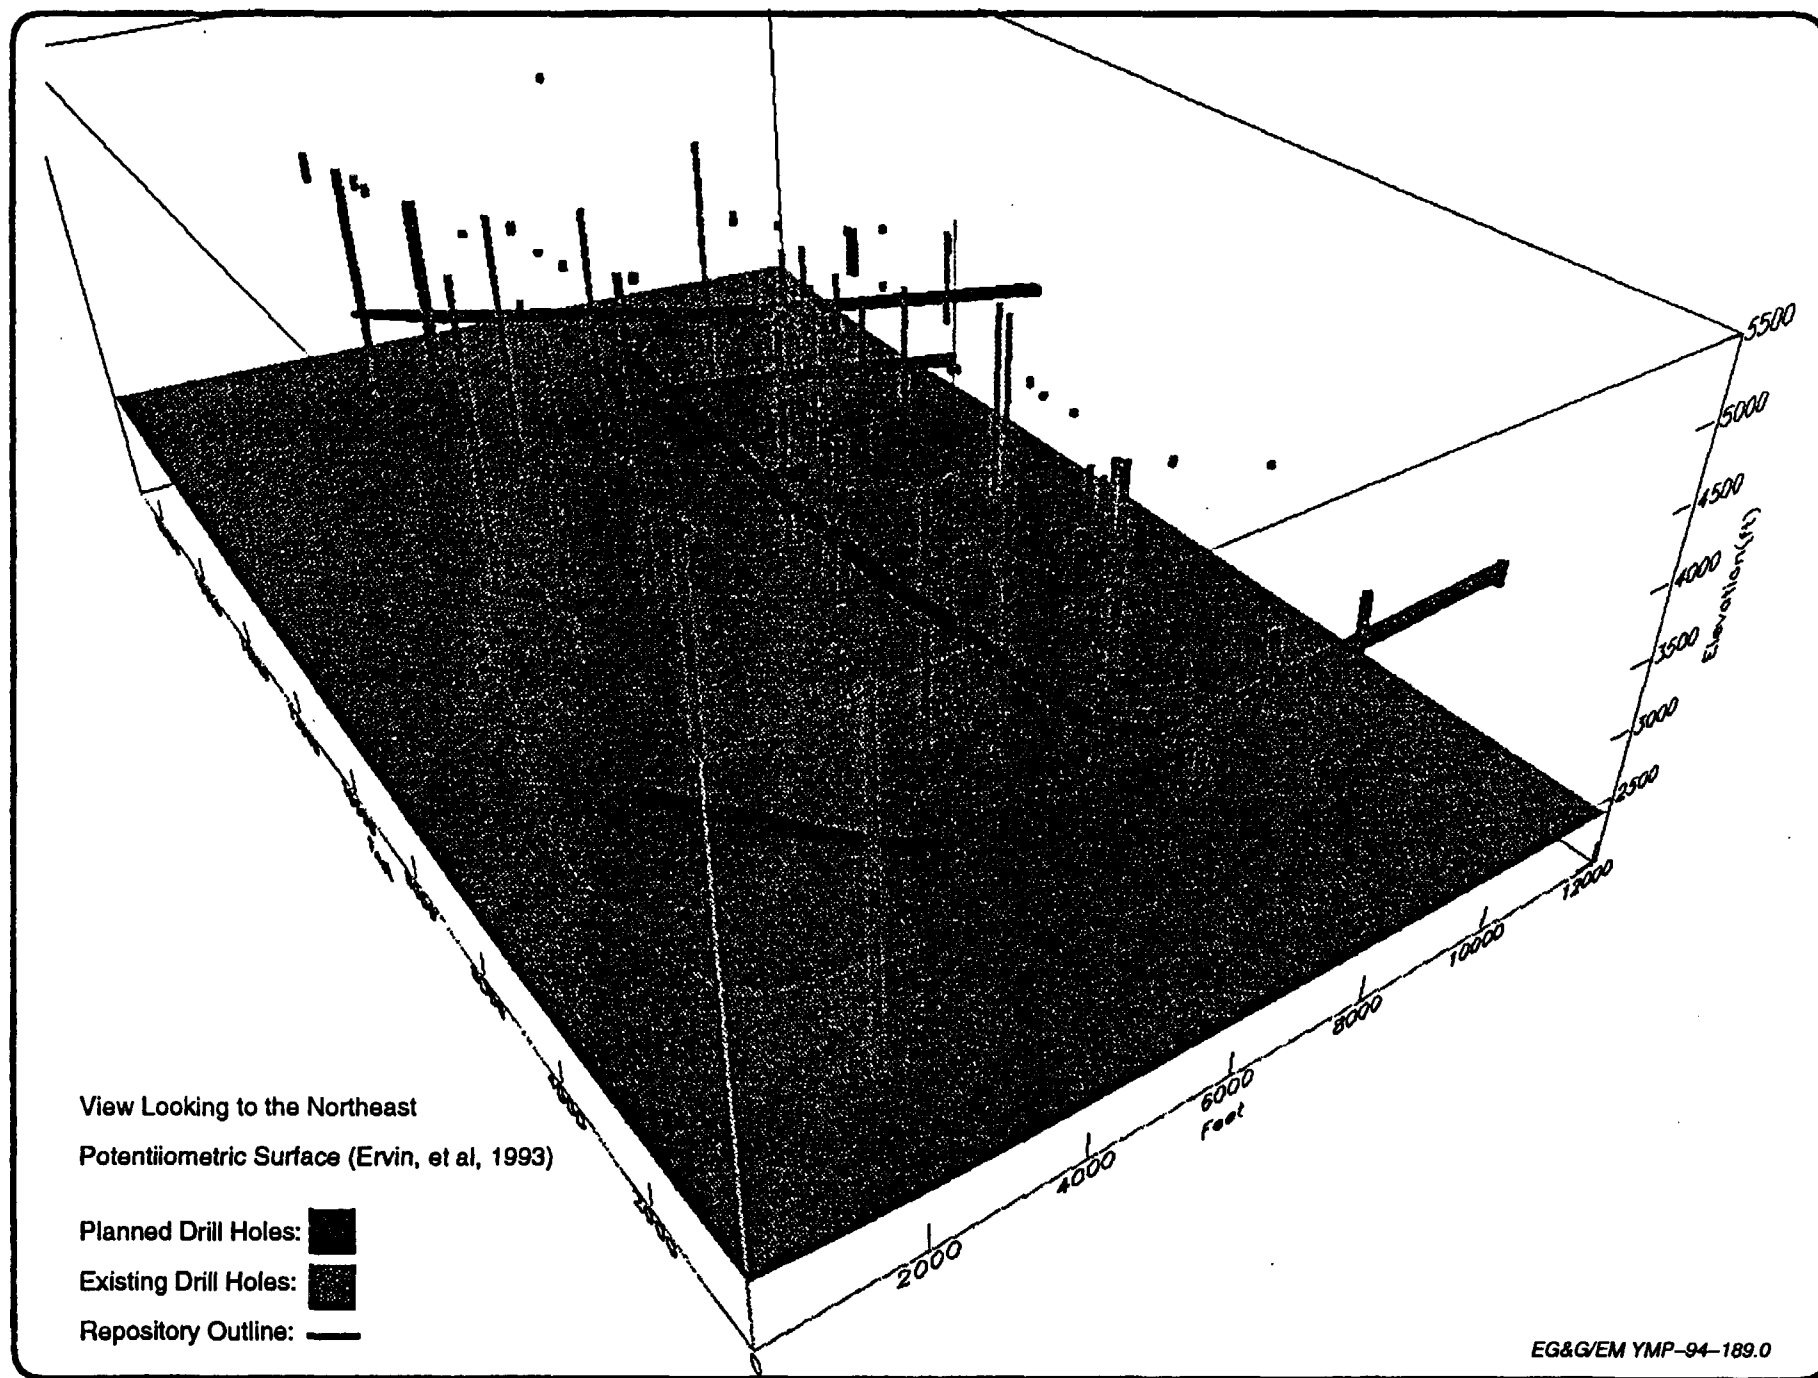 5500
5000
4500
4000
Elevation(ft)
3500
3000
2500
12000
10000
8000
6000
Feet
4000
2000
0
View Looking to the Northeast
Potentiiometric Surface (Ervin, et al, 1993)
Planned Drill Holes:
Existing Drill Holes:
Repository Outline:
EG&G/EM YMP-94-189.0